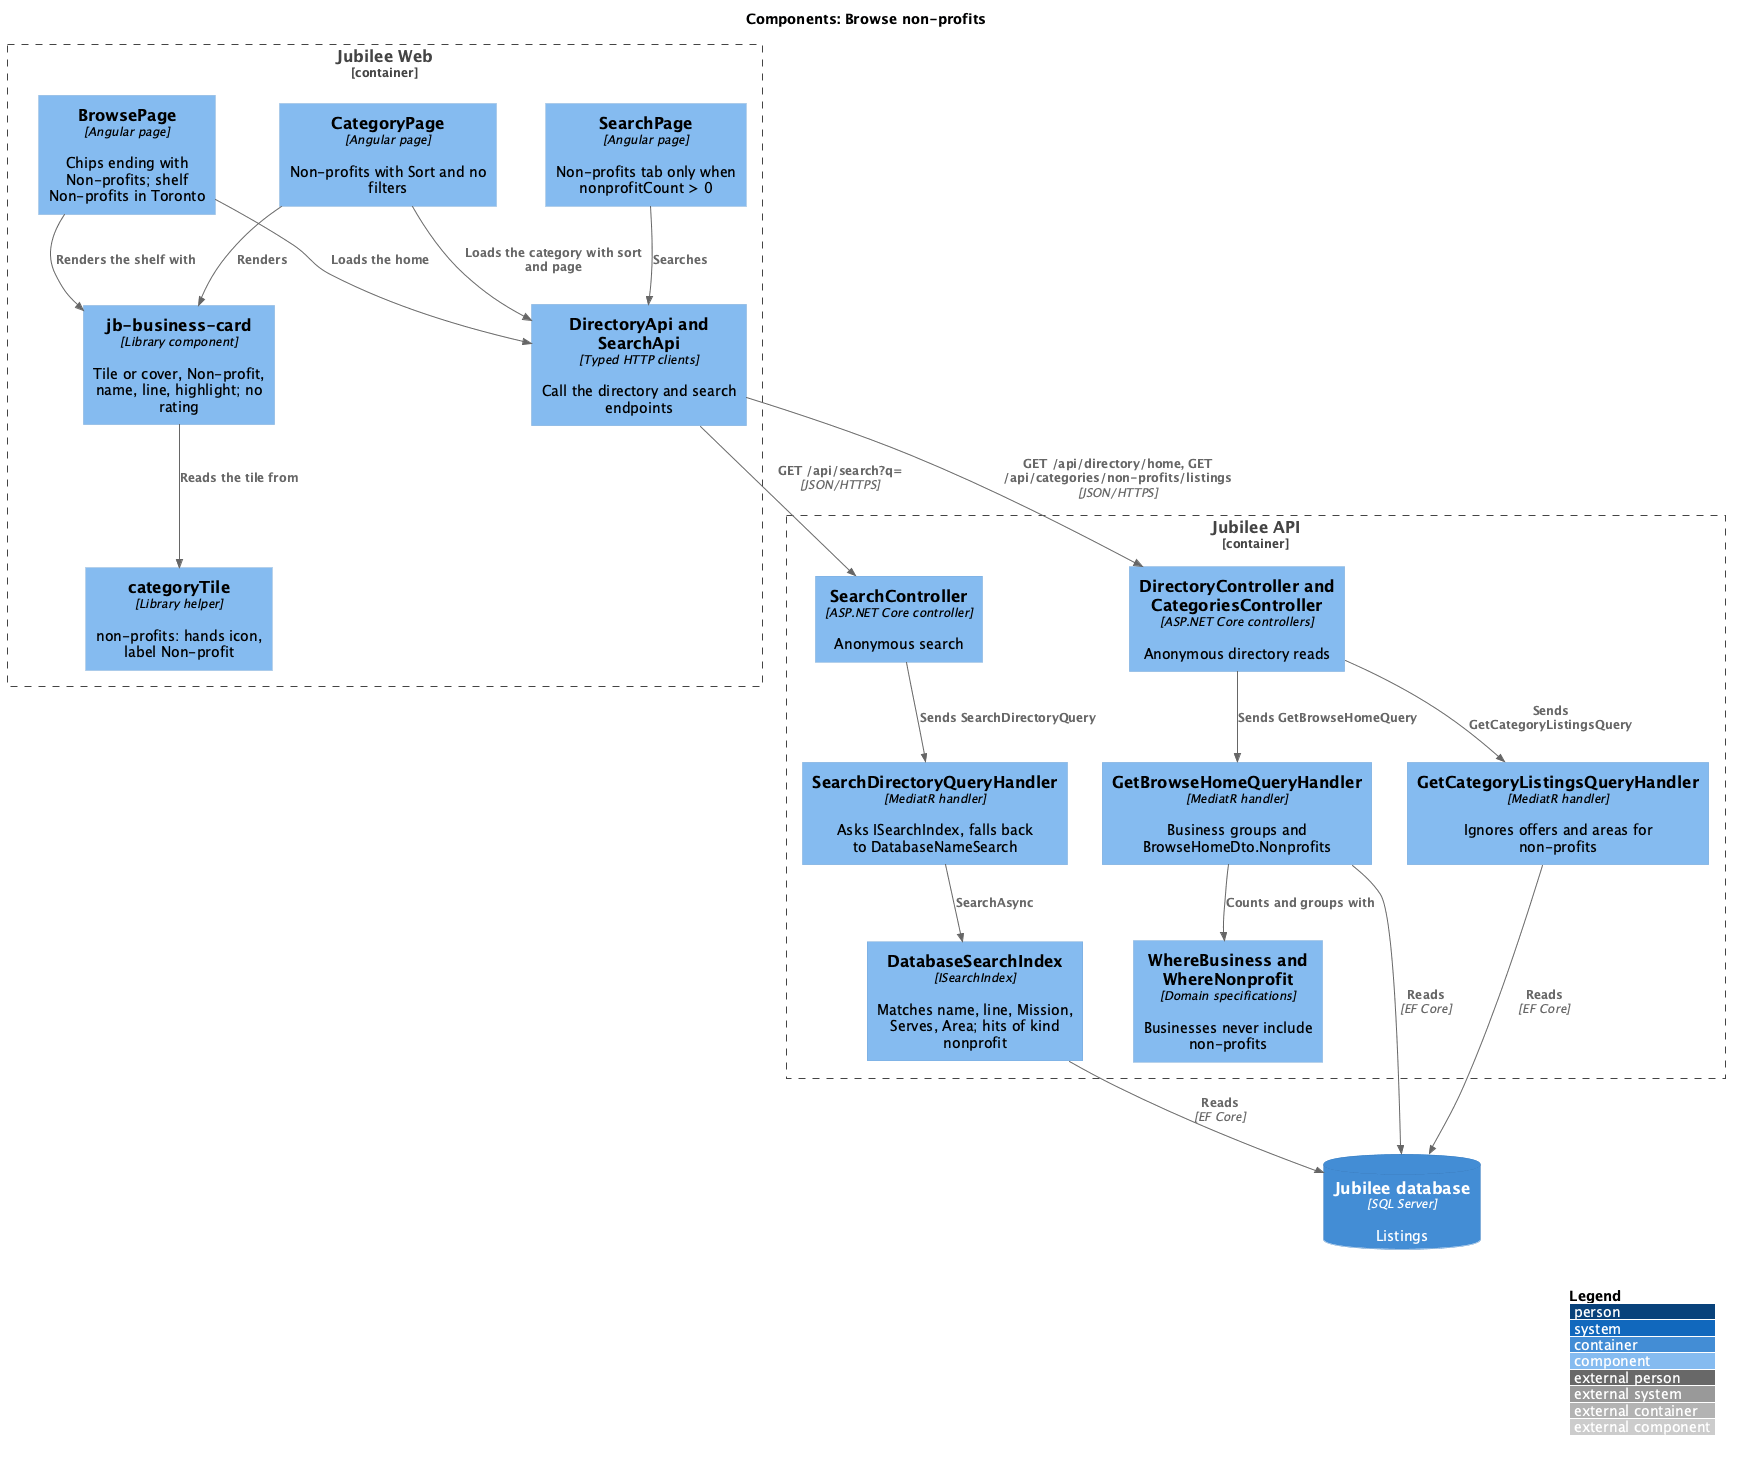 Components: Browse non-profits
Jubilee Web
[container]
BrowsePage
[Angular page]
Chips ending with
Non-profits; shelf
Non-profits in Toronto
CategoryPage
[Angular page]
Non-profits with Sort and no
filters
SearchPage
[Angular page]
Non-profits tab only when
nonprofitCount > 0
Renders the shelf with
Renders
Loads the home
Loads the category with sort
and page
Searches
jb-business-card
[Library component]
Tile or cover, Non-profit,
name, line, highlight; no
rating
DirectoryApi and
SearchApi
[Typed HTTP clients]
Call the directory and search
endpoints
Reads the tile from
GET /api/search?q=
[JSON/HTTPS]
GET /api/directory/home, GET
/api/categories/non-profits/listings
[JSON/HTTPS]
categoryTile
[Library helper]
non-profits: hands icon,
label Non-profit
Jubilee API
[container]
SearchController
[ASP.NET Core controller]
Anonymous search
DirectoryController and
CategoriesController
[ASP.NET Core controllers]
Anonymous directory reads
Sends SearchDirectoryQuery
Sends GetBrowseHomeQuery
Sends
GetCategoryListingsQuery
SearchDirectoryQueryHandler
[MediatR handler]
Asks ISearchIndex, falls back
to DatabaseNameSearch
GetBrowseHomeQueryHandler
[MediatR handler]
Business groups and
BrowseHomeDto.Nonprofits
GetCategoryListingsQueryHandler
[MediatR handler]
Ignores offers and areas for
non-profits
SearchAsync
Counts and groups with
DatabaseSearchIndex
[ISearchIndex]
Matches name, line, Mission,
Serves, Area; hits of kind
nonprofit
WhereBusiness and
WhereNonprofit
[Domain specifications]
Businesses never include
non-profits
Reads
[EF Core]
Reads
[EF Core]
Reads
[EF Core]
Jubilee database
[SQL Server]
Listings
Legend
person
system
container
component
external person
external system
external container
external component